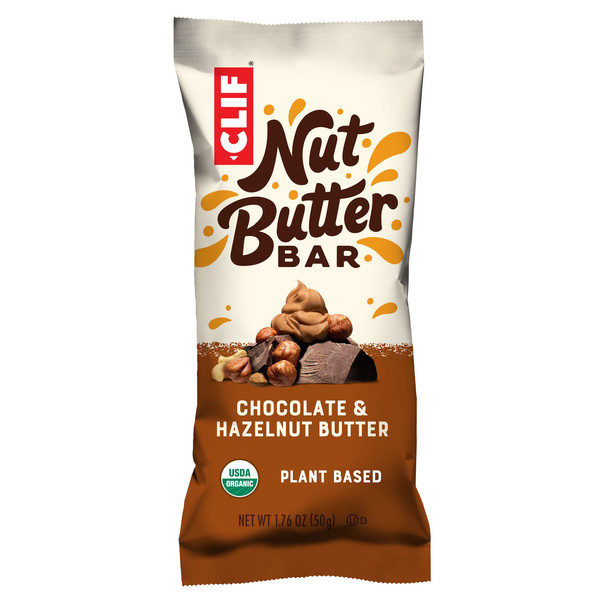 CLIF®
Nut
Butter
BAR
CHOCOLATE &
HAZELNUT BUTTER
USDA
ORGANIC
PLANT BASED
NET WT 1.76 OZ (50g) Ⓤ D